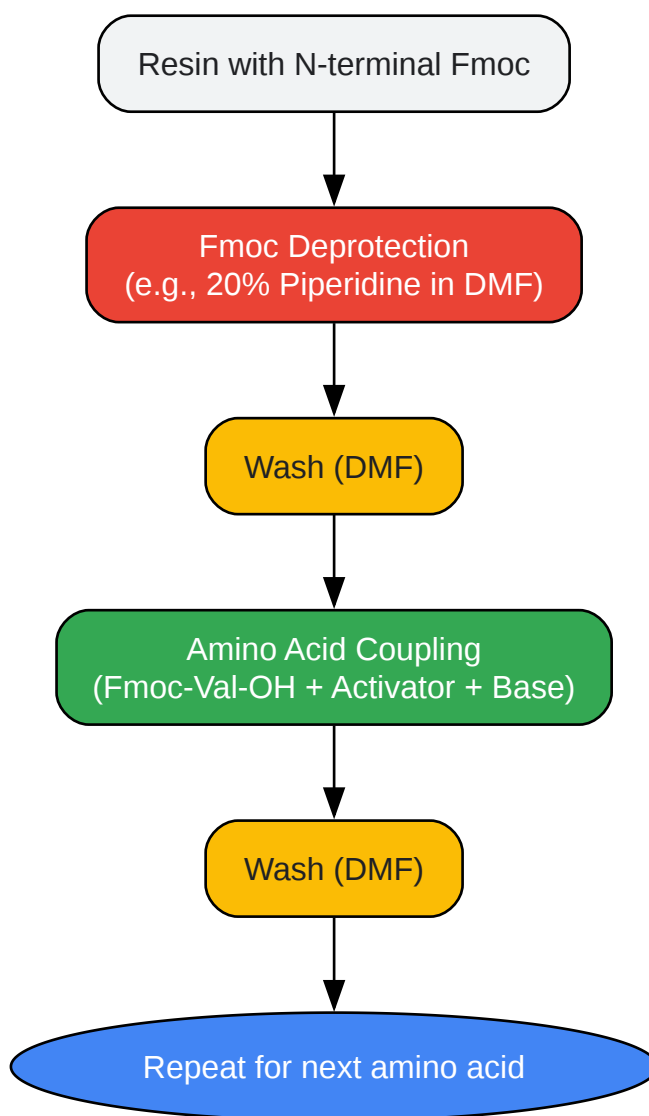 Resin with N-terminal Fmoc
Fmoc Deprotection
(e.g., 20% Piperidine in DMF)
Wash (DMF)
Amino Acid Coupling
(Fmoc-Val-OH + Activator + Base)
Wash (DMF)
Repeat for next amino acid